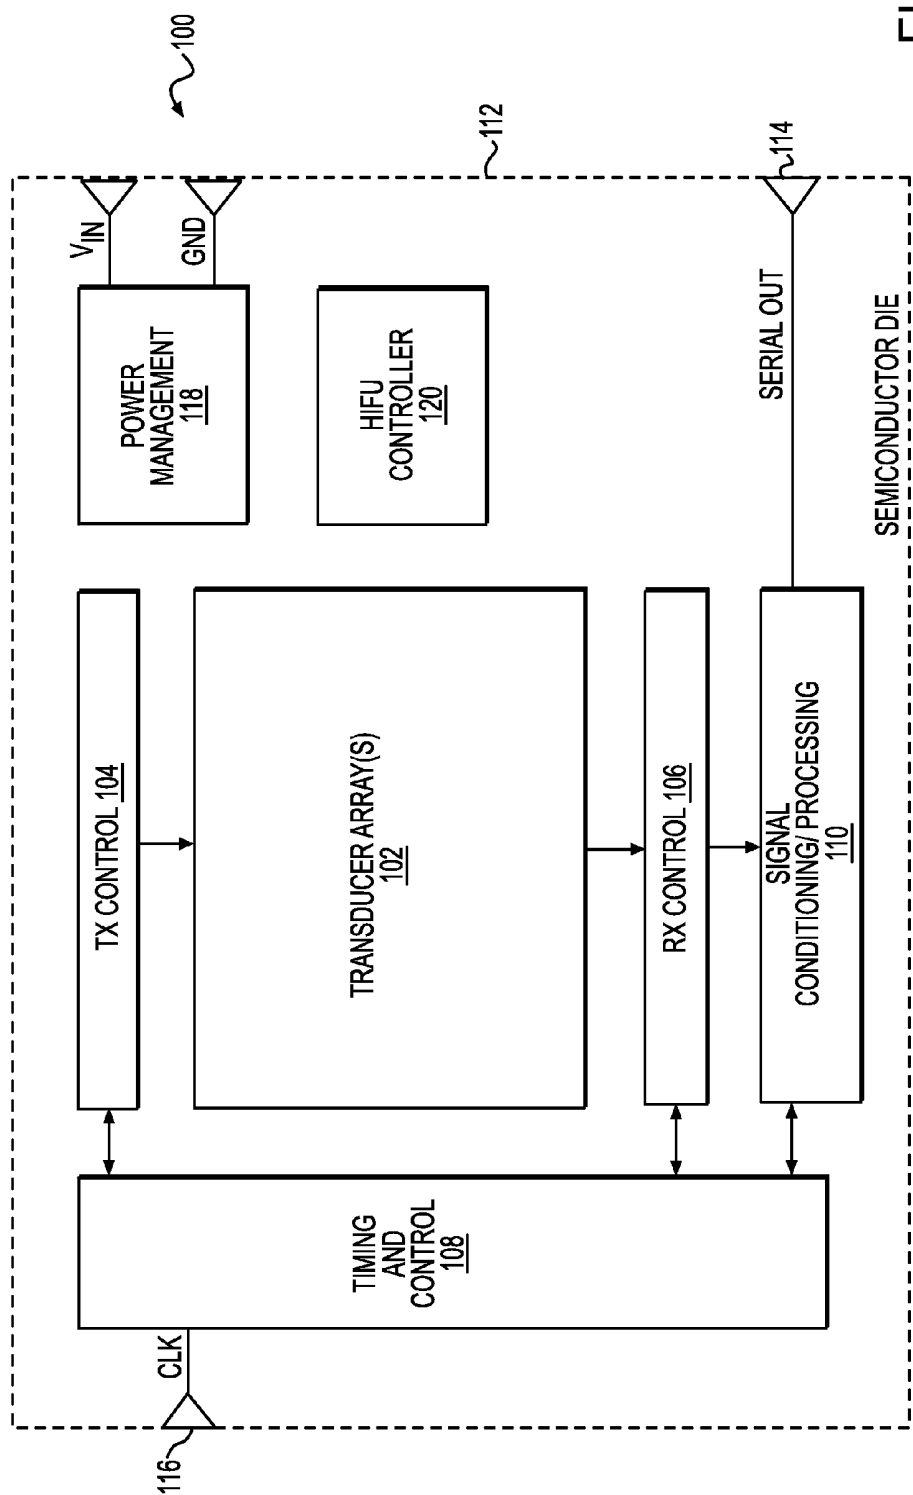 100
112
114
116
V_IN
GND
POWER
MANAGEMENT
118
HIFU
CONTROLLER
120
SERIAL OUT
SEMICONDUCTOR DIE
TX CONTROL 104
TRANSDUCER ARRAY(S)
102
RX CONTROL 106
SIGNAL
CONDITIONING/ PROCESSING
110
TIMING
AND
CONTROL
108
CLK